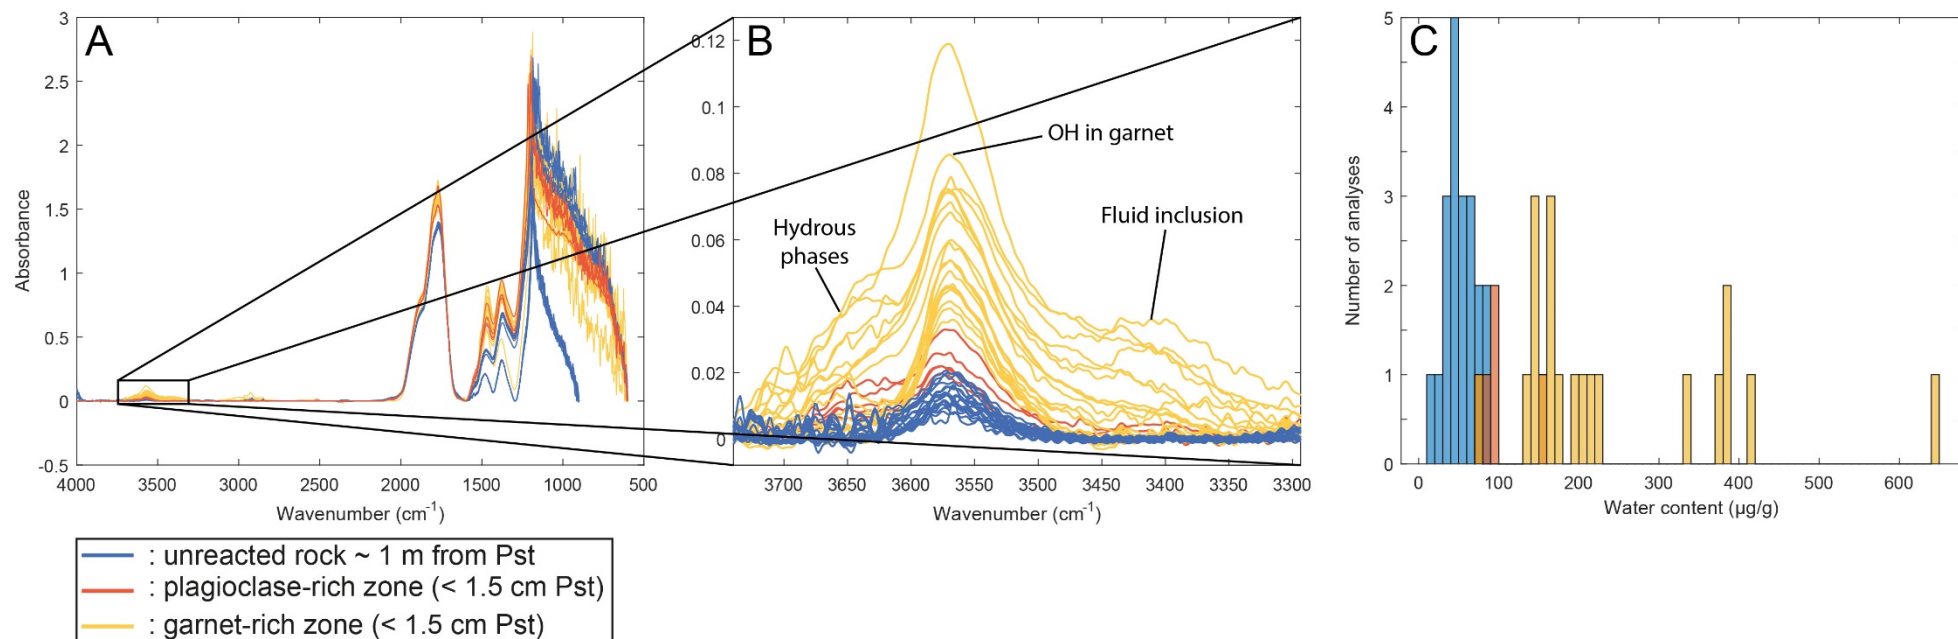 A
3
2.5
2
1.5
1
0.5
0
-0.5
Absorbance
4000 3500 3000 2500 2000 1500 1000 500
Wavenumber (cm-1)
B
0.12
0.1
0.08
0.06
0.04
0.02
0
OH in garnet
Hydrous
phases
Fluid inclusion
3700 3650 3600 3550 3500 3450 3400 3350 3300
Wavenumber (cm-1)
C
5
4
3
2
1
0
Number of analyses
0 100 200 300 400 500 600
Water content (µg/g)
: unreacted rock ~ 1 m from Pst
: plagioclase-rich zone (< 1.5 cm Pst)
: garnet-rich zone (< 1.5 cm Pst)